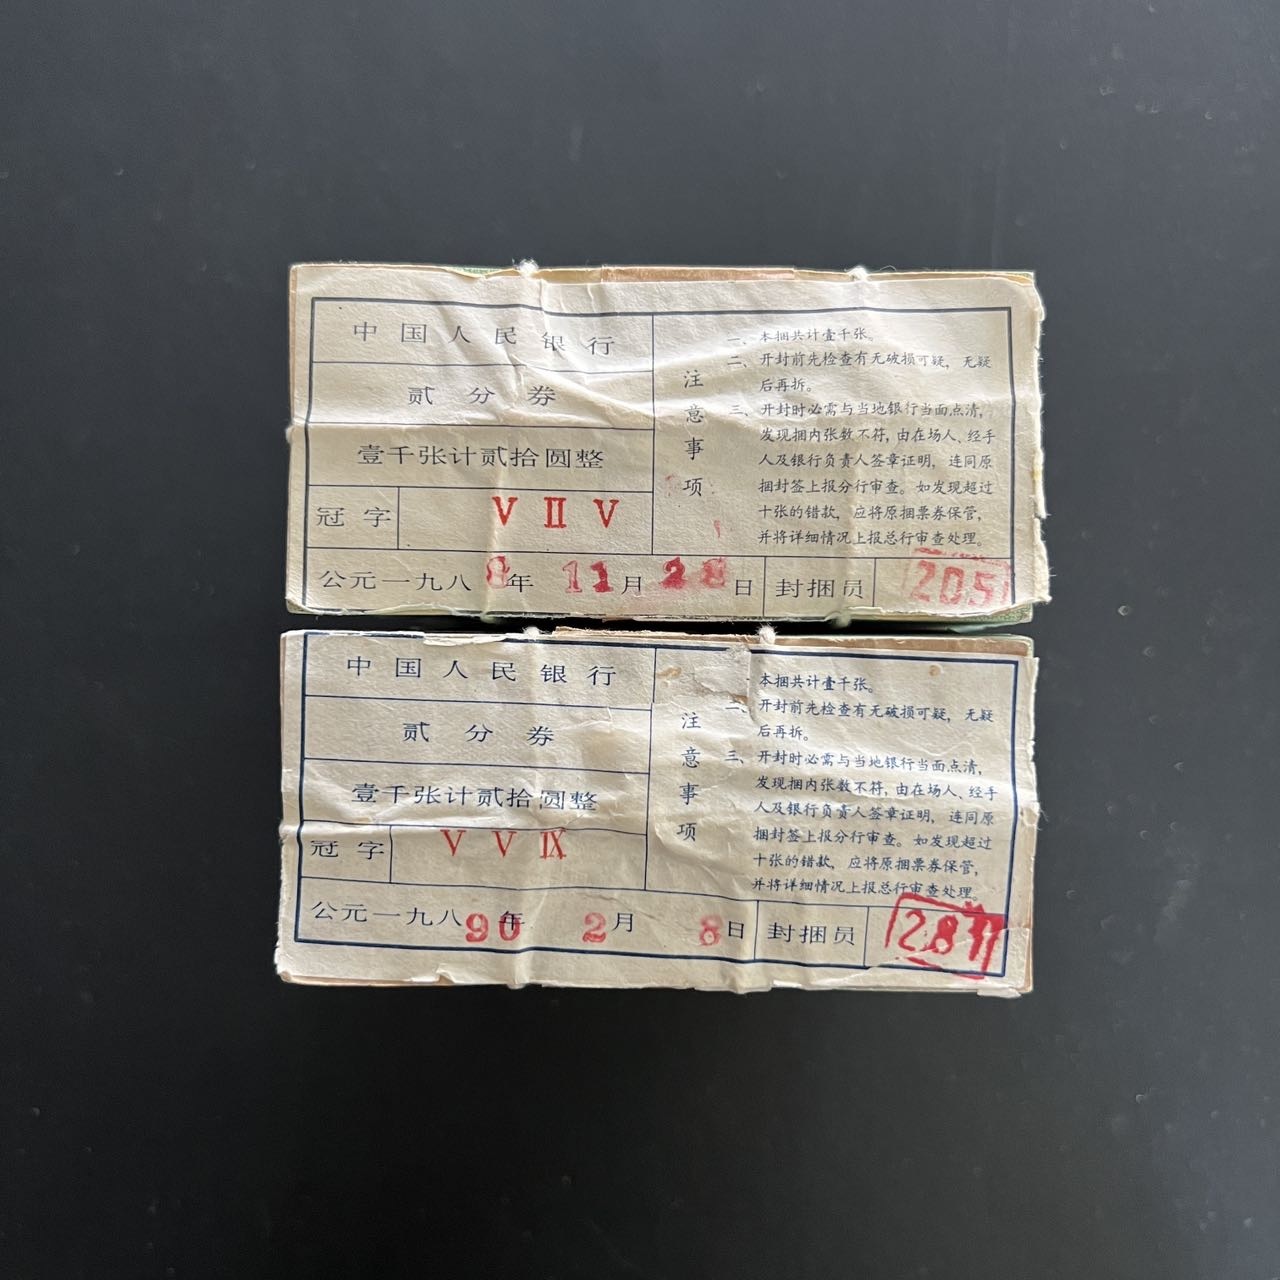 中国人民银行
贰分券
壹千张计贰拾圆整
冠字 V II V
注意事项
一、本捆共计壹千张。
二、开封前先检查有无破损可疑，无疑
后再拆。
三、开封时必需与当地银行当面点清，
发现捆内张数不符，由在场人、经手
人及银行负责人签章证明，连同原
捆封签上报分行审查。如发现超过
十张的错款，应将原捆票券保管，
并将详细情况上报总行审查处理。
公元一九八8年 11月 28日 封捆员 205
中国人民银行
贰分券
壹千张计贰拾圆整
冠字 V V IX
注意事项
本捆共计壹千张。
二、开封前先检查有无破损可疑，无疑
后再拆。
三、开封时必需与当地银行当面点清，
发现捆内张数不符，由在场人、经手
人及银行负责人签章证明，连同原
捆封签上报分行审查。如发现超过
十张的错款，应将原捆票券保管，
并将详细情况上报总行审查处理。
公元一九八90年 2月 8日 封捆员